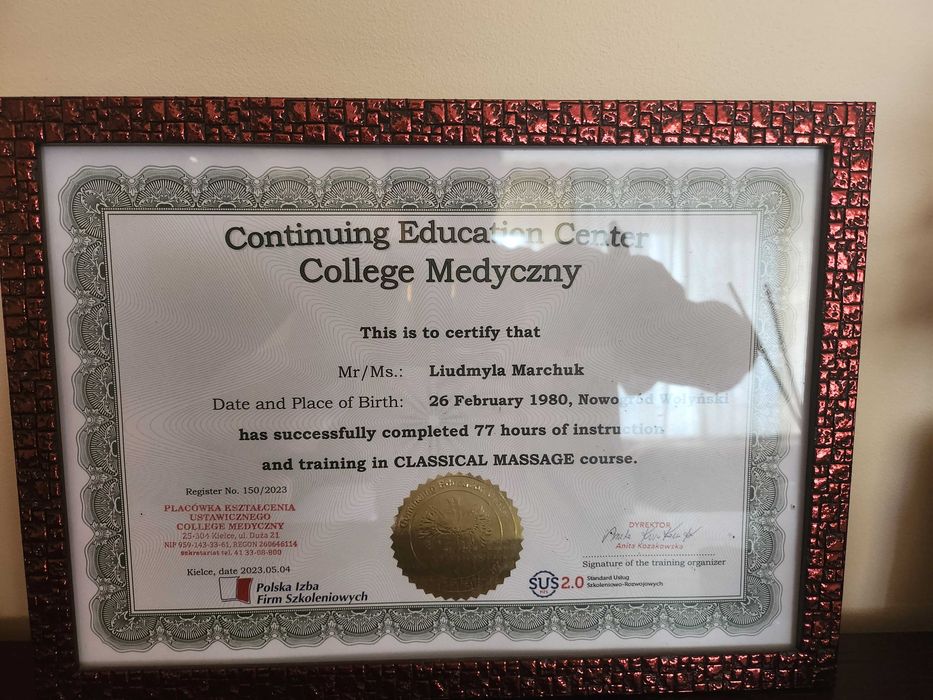 Continuing Education Center
College Medyczny
This is to certify that
Mr/Ms.: Liudmyla Marchuk
Date and Place of Birth: 26 February 1980, Nowogród Wołyński
has successfully completed 77 hours of instruction
and training in CLASSICAL MASSAGE course.
Register No. 150/2023
PLACÓWKA KSZTAŁCENIA
USTAWICZNEGO
COLLEGE MEDYCZNY
25-304 Kielce, ul. Duża 21
NIP 959-143-33-61, REGON 260646114
sekretariat tel. 41 33-08-800
Kielce, date 2023.05.04
Polska Izba
Firm Szkoleniowych
DYREKTOR
Anita Kozakowska
Signature of the training organizer
SUS 2.0 Standard Usług
Szkoleniowo-Rozwojowych